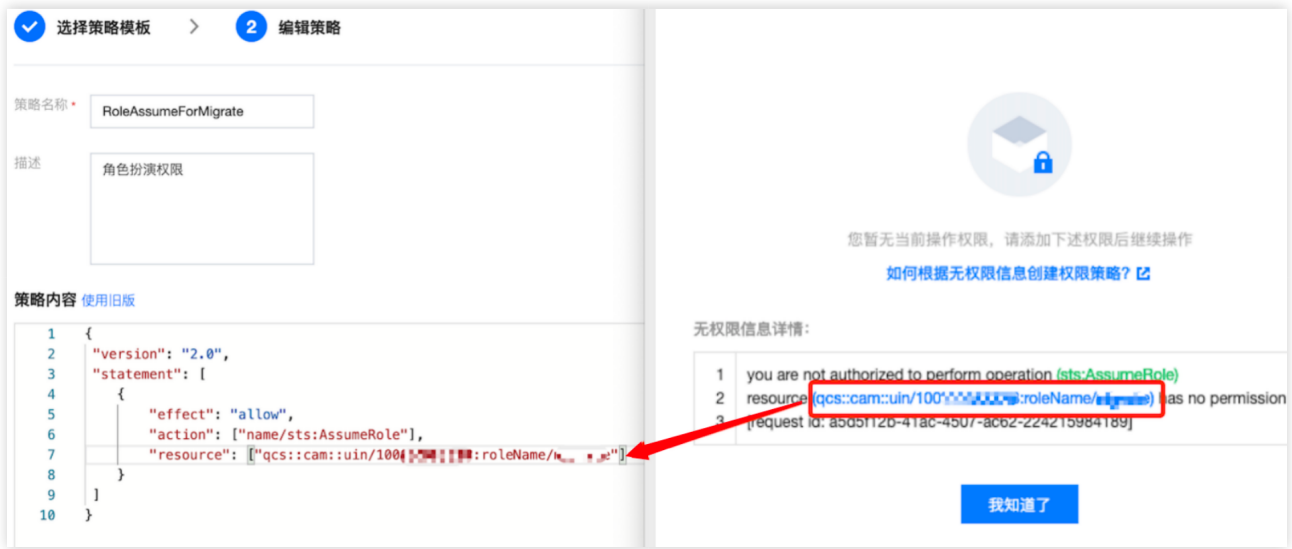 选择策略模板 > 2 编辑策略
策略名称 * RoleAssumeForMigrate
描述 角色扮演权限
策略内容 使用旧版
1 {
2 "version": "2.0",
3 "statement": [
4 {
5 "effect": "allow",
6 "action": ["name/sts:AssumeRole"],
7 "resource": ["qcs::cam::uin/100 :roleName/ "]
8 }
9 ]
10 }
您暂无当前操作权限，请添加下述权限后继续操作
如何根据无权限信息创建权限策略?
无权限信息详情:
1 you are not authorized to perform operation (sts:AssumeRole)
2 resource (qcs::cam::uin/100 :roleName/ ) has no permission
3 [request id: a5d5f12b-41ac-4507-ac62-224215984189]
我知道了